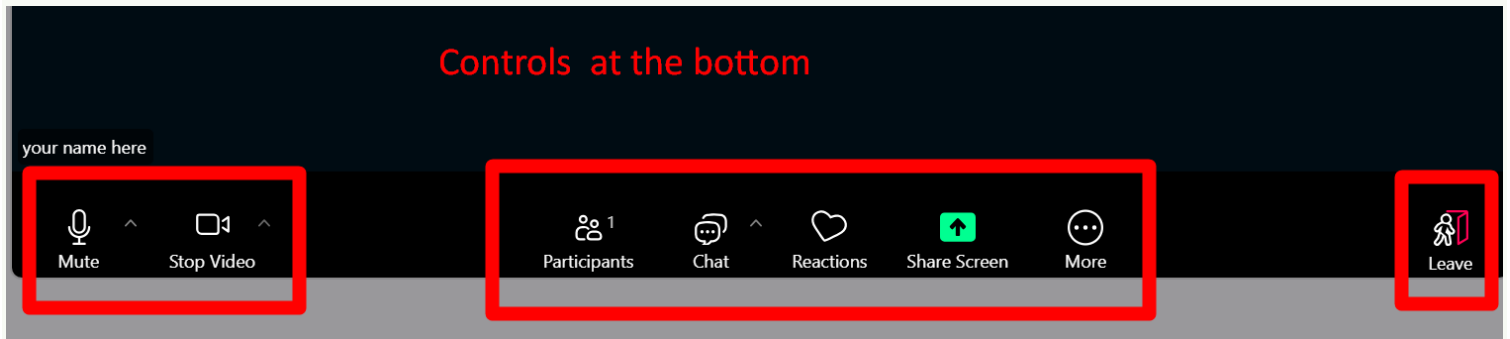 Controls at the bottom
your name here
1
Mute Stop Video Participants Chat Reactions Share Screen More Leave